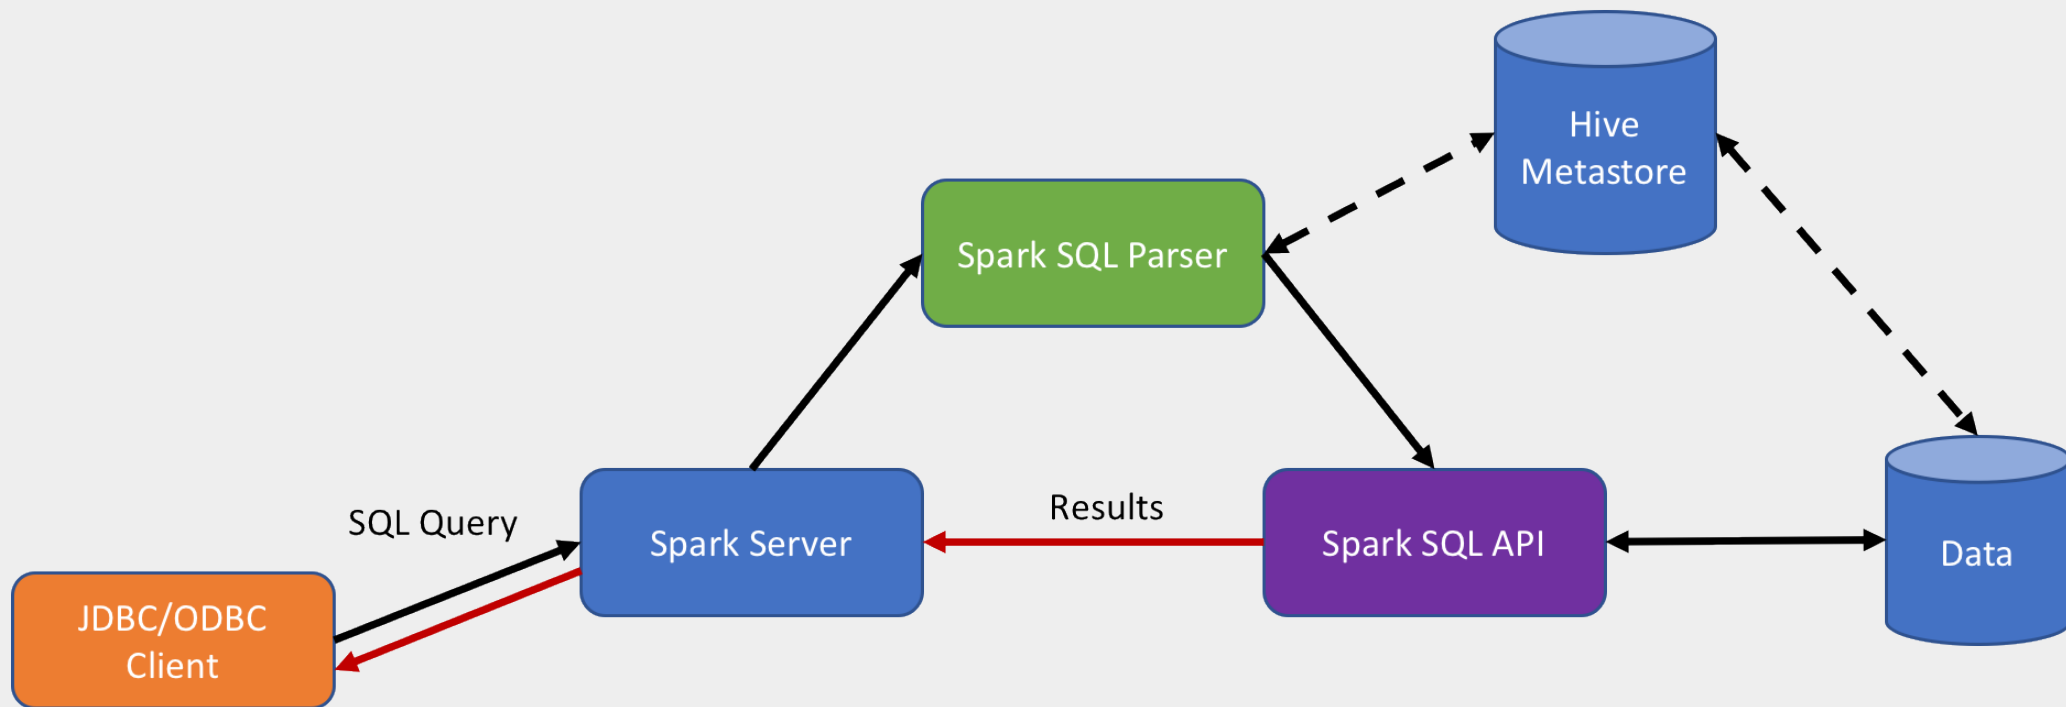 Hive
Metastore
Spark SQL Parser
SQL Query
Spark Server
Results
Spark SQL API
Data
JDBC/ODBC
Client